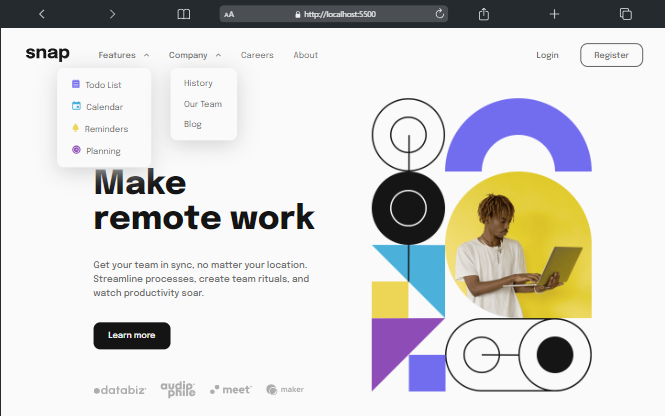 AA http://localhost:5500
snap Features Company Careers About Login Register
Todo List
Calendar
Reminders
Planning
History
Our Team
Blog
Make
remote work
Get your team in sync, no matter your location.
Streamline processes, create team rituals, and
watch productivity soar.
Learn more
databiz audiophile meet maker